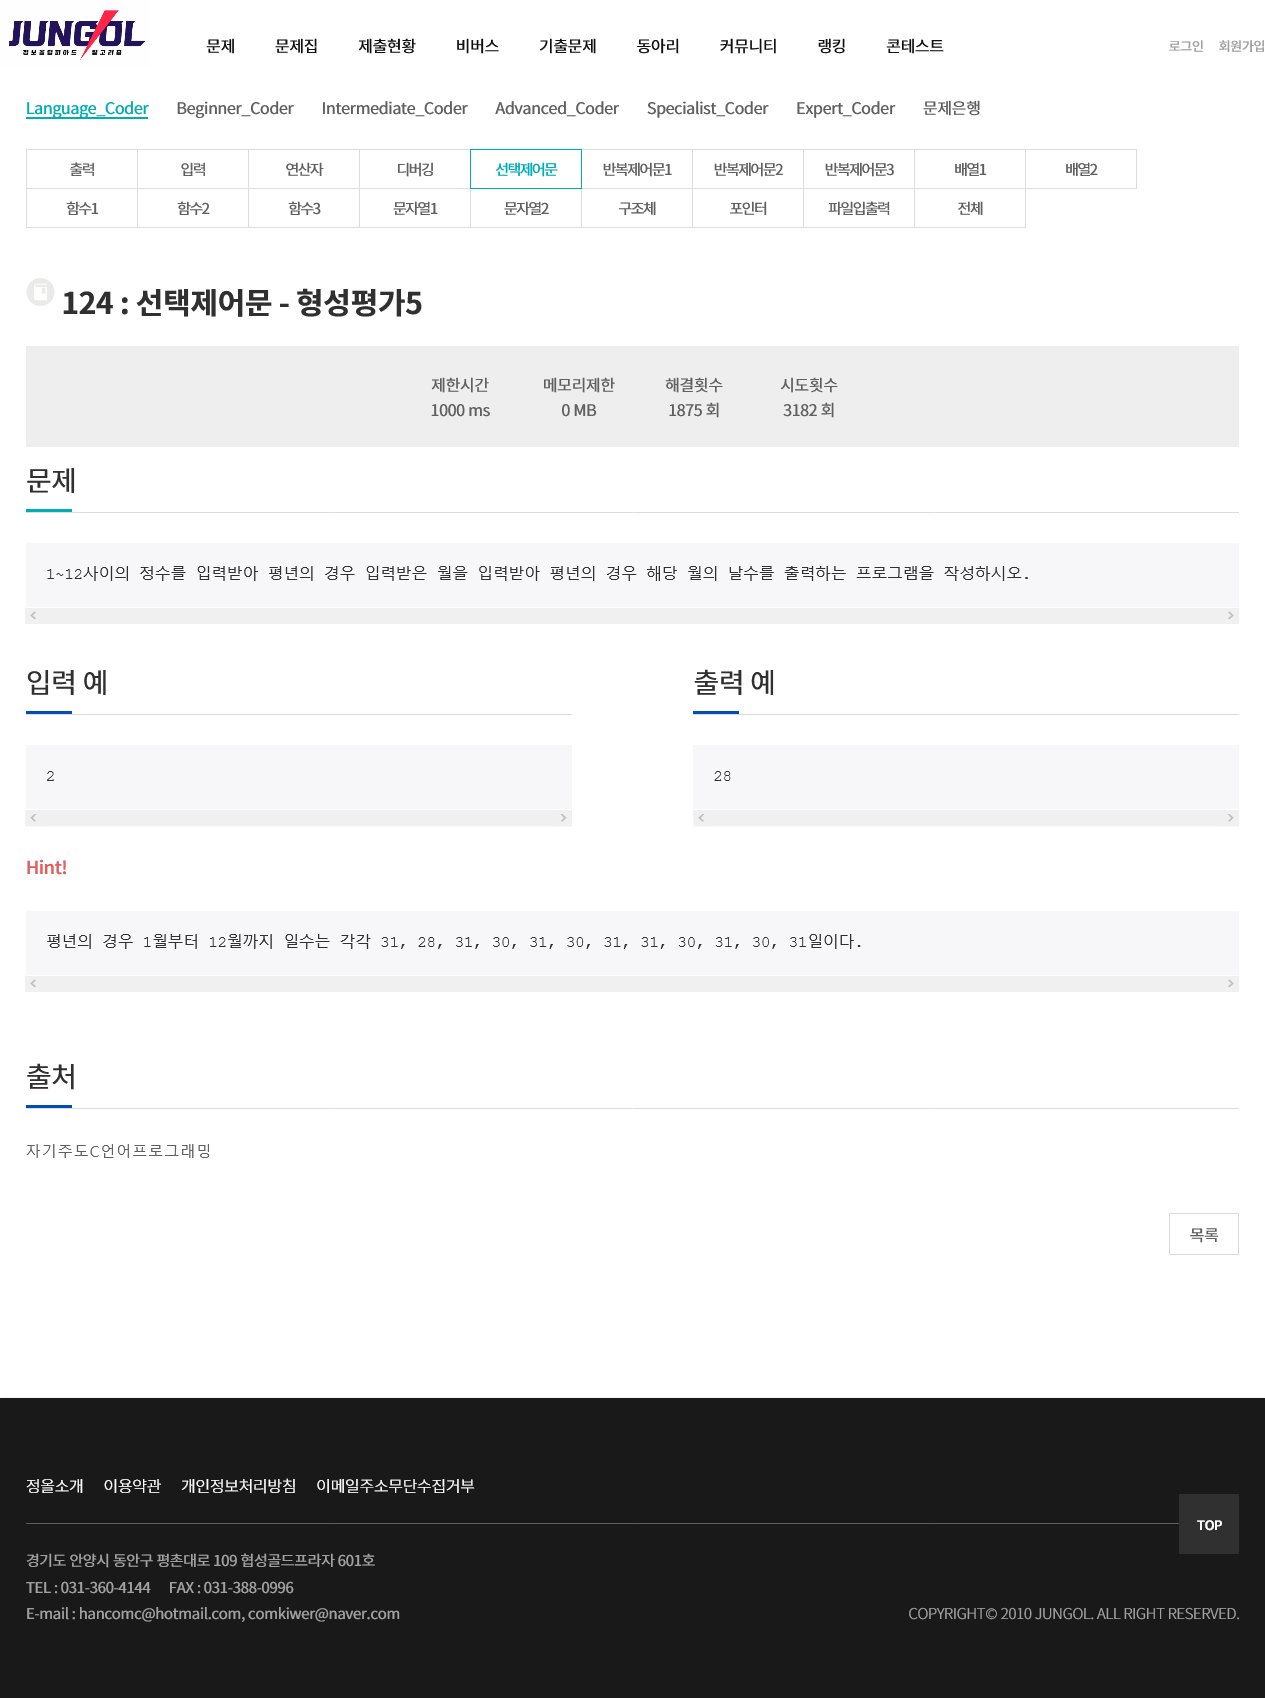 JUNGOL
정보올림피아드 알고리즘
문제 문제집 제출현황 비버스 기출문제 동아리 커뮤니티 랭킹 콘테스트 로그인 회원가입
Language_Coder Beginner_Coder Intermediate_Coder Advanced_Coder Specialist_Coder Expert_Coder 문제은행
출력 입력 연산자 디버깅 선택제어문 반복제어문1 반복제어문2 반복제어문3 배열1 배열2
함수1 함수2 함수3 문자열1 문자열2 구조체 포인터 파일입출력 전체
124 : 선택제어문 - 형성평가5
제한시간 메모리제한 해결횟수 시도횟수
1000 ms 0 MB 1875 회 3182 회
문제
1~12사이의 정수를 입력받아 평년의 경우 입력받은 월을 입력받아 평년의 경우 해당 월의 날수를 출력하는 프로그램을 작성하시오.
입력 예
2
출력 예
28
Hint!
평년의 경우 1월부터 12월까지 일수는 각각 31, 28, 31, 30, 31, 30, 31, 31, 30, 31, 30, 31일이다.
출처
자기주도C언어프로그래밍
목록
정올소개 이용약관 개인정보처리방침 이메일주소무단수집거부
TOP
경기도 안양시 동안구 평촌대로 109 협성골드프라자 601호
TEL : 031-360-4144 FAX : 031-388-0996
E-mail : hancomc@hotmail.com, comkiwer@naver.com
COPYRIGHT© 2010 JUNGOL. ALL RIGHT RESERVED.